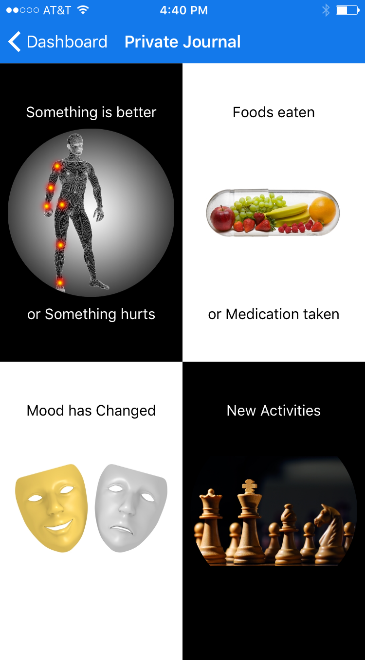 AT&T 4:40 PM
Dashboard Private Journal
Something is better
or Something hurts
Foods eaten
or Medication taken
Mood has Changed
New Activities